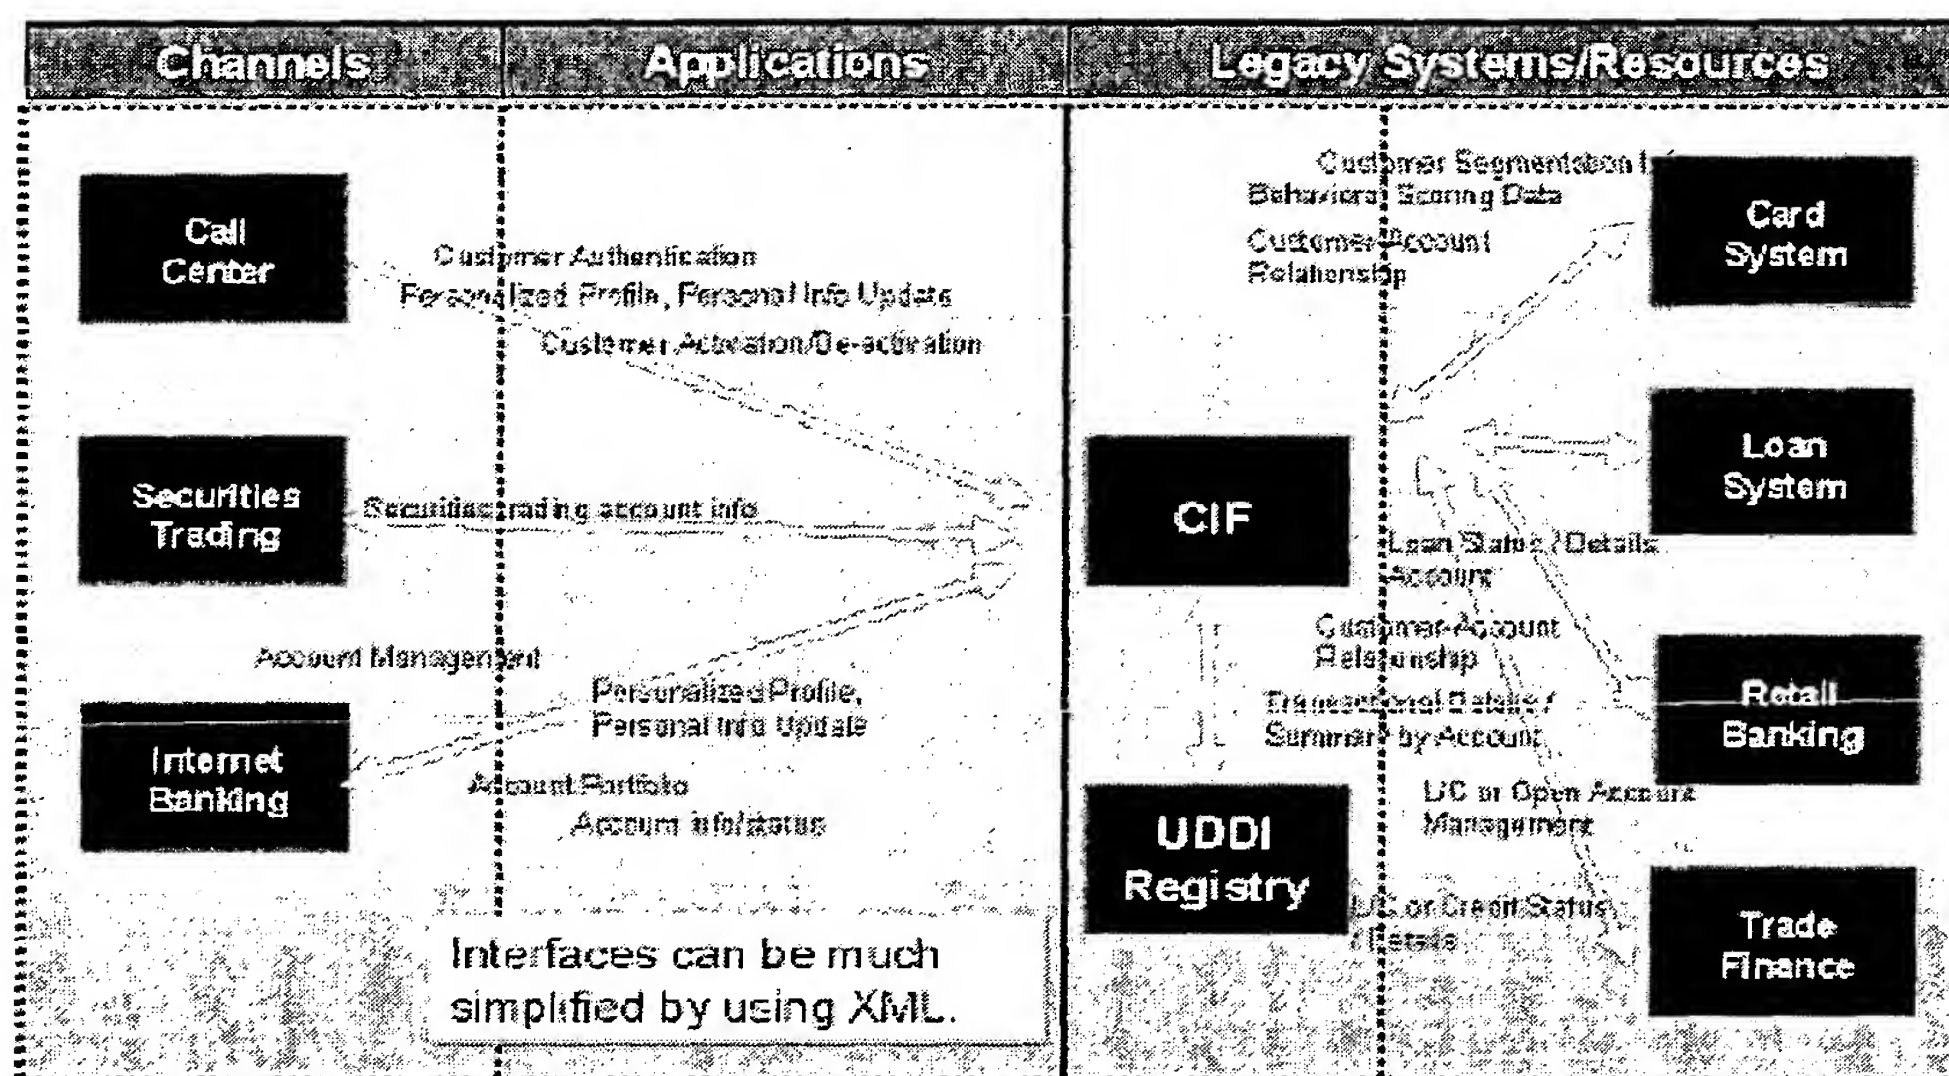 Channels
Applications
Legacy Systems/Resources
Call
Center
Customer Authentication
Personalized Profile, Personal Info Update
Customer Activation/De-activation
Securities
Trading
Securities trading account info
Account Management
Internet
Banking
Personalized Profile,
Personal Info Update
Account Portfolio
Account info/status
Interfaces can be much
simplified by using XML.
Customer Segmentation
Behavioral Scoring Data
Customer-Account
Relationship
Card
System
CIF
Loan
System
Loan Status / Details
Account
Customer-Account
Relationship
Transactional Details /
Summary by Account
Retail
Banking
UDDI
Registry
L/C or Open Account
Management
L/C or Credit Status
/ Details
Trade
Finance